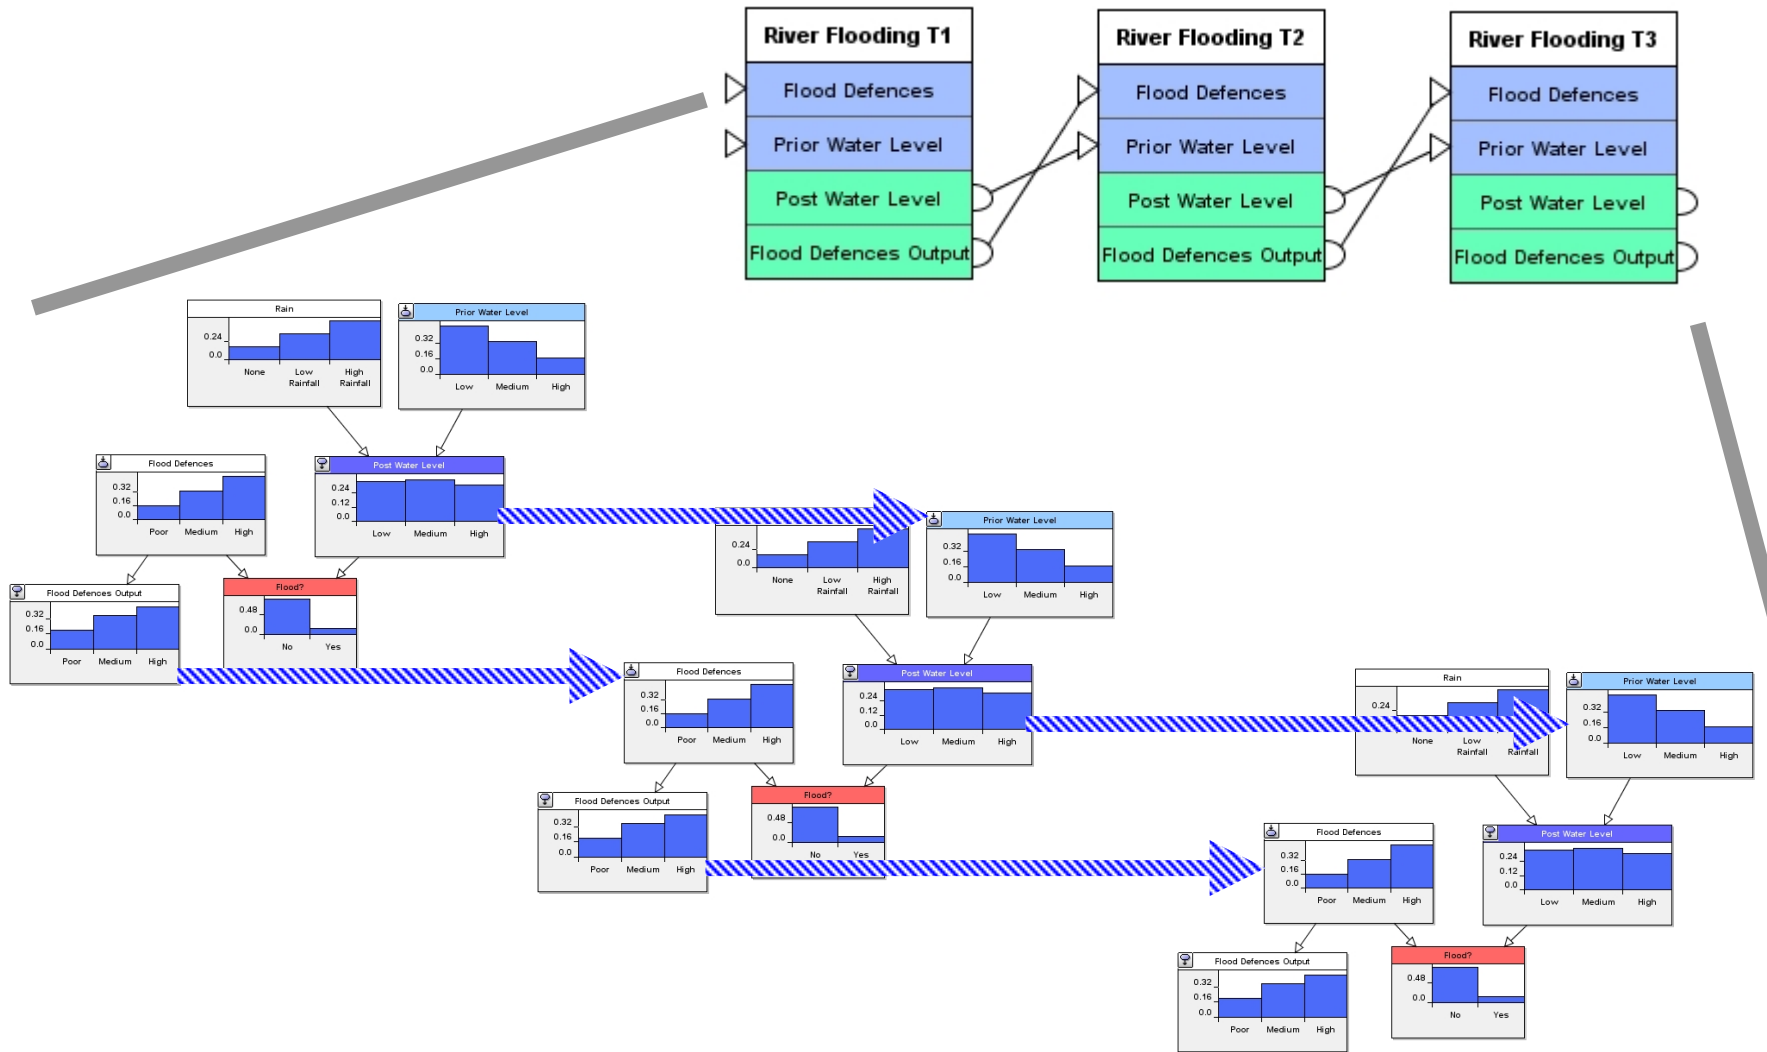 River Flooding T1
Flood Defences
Prior Water Level
Post Water Level
Flood Defences Output
River Flooding T2
Flood Defences
Prior Water Level
Post Water Level
Flood Defences Output
River Flooding T3
Flood Defences
Prior Water Level
Post Water Level
Flood Defences Output
Rain
0.24
0.0
None Low Rainfall High Rainfall
Prior Water Level
0.32
0.16
0.0
Low Medium High
Flood Defences
0.32
0.16
0.0
Poor Medium High
Post Water Level
0.24
0.12
0.0
Low Medium High
Flood Defences Output
0.32
0.16
0.0
Poor Medium High
Flood?
0.48
0.0
No Yes
0.24
0.0
None Low Rainfall High Rainfall
Prior Water Level
0.32
0.16
0.0
Low Medium High
Flood Defences
0.32
0.16
0.0
Poor Medium High
Post Water Level
0.24
0.12
0.0
Low Medium High
Flood Defences Output
0.32
0.16
0.0
Poor Medium High
Flood?
0.48
0.0
No Yes
Rain
0.24
None Low Rainfall Rainfall
Prior Water Level
0.32
0.16
0.0
Low Medium High
Flood Defences
0.32
0.16
0.0
Poor Medium High
Post Water Level
0.24
0.12
0.0
Low Medium High
Flood Defences Output
0.32
0.16
0.0
Poor Medium High
Flood?
0.48
0.0
No Yes